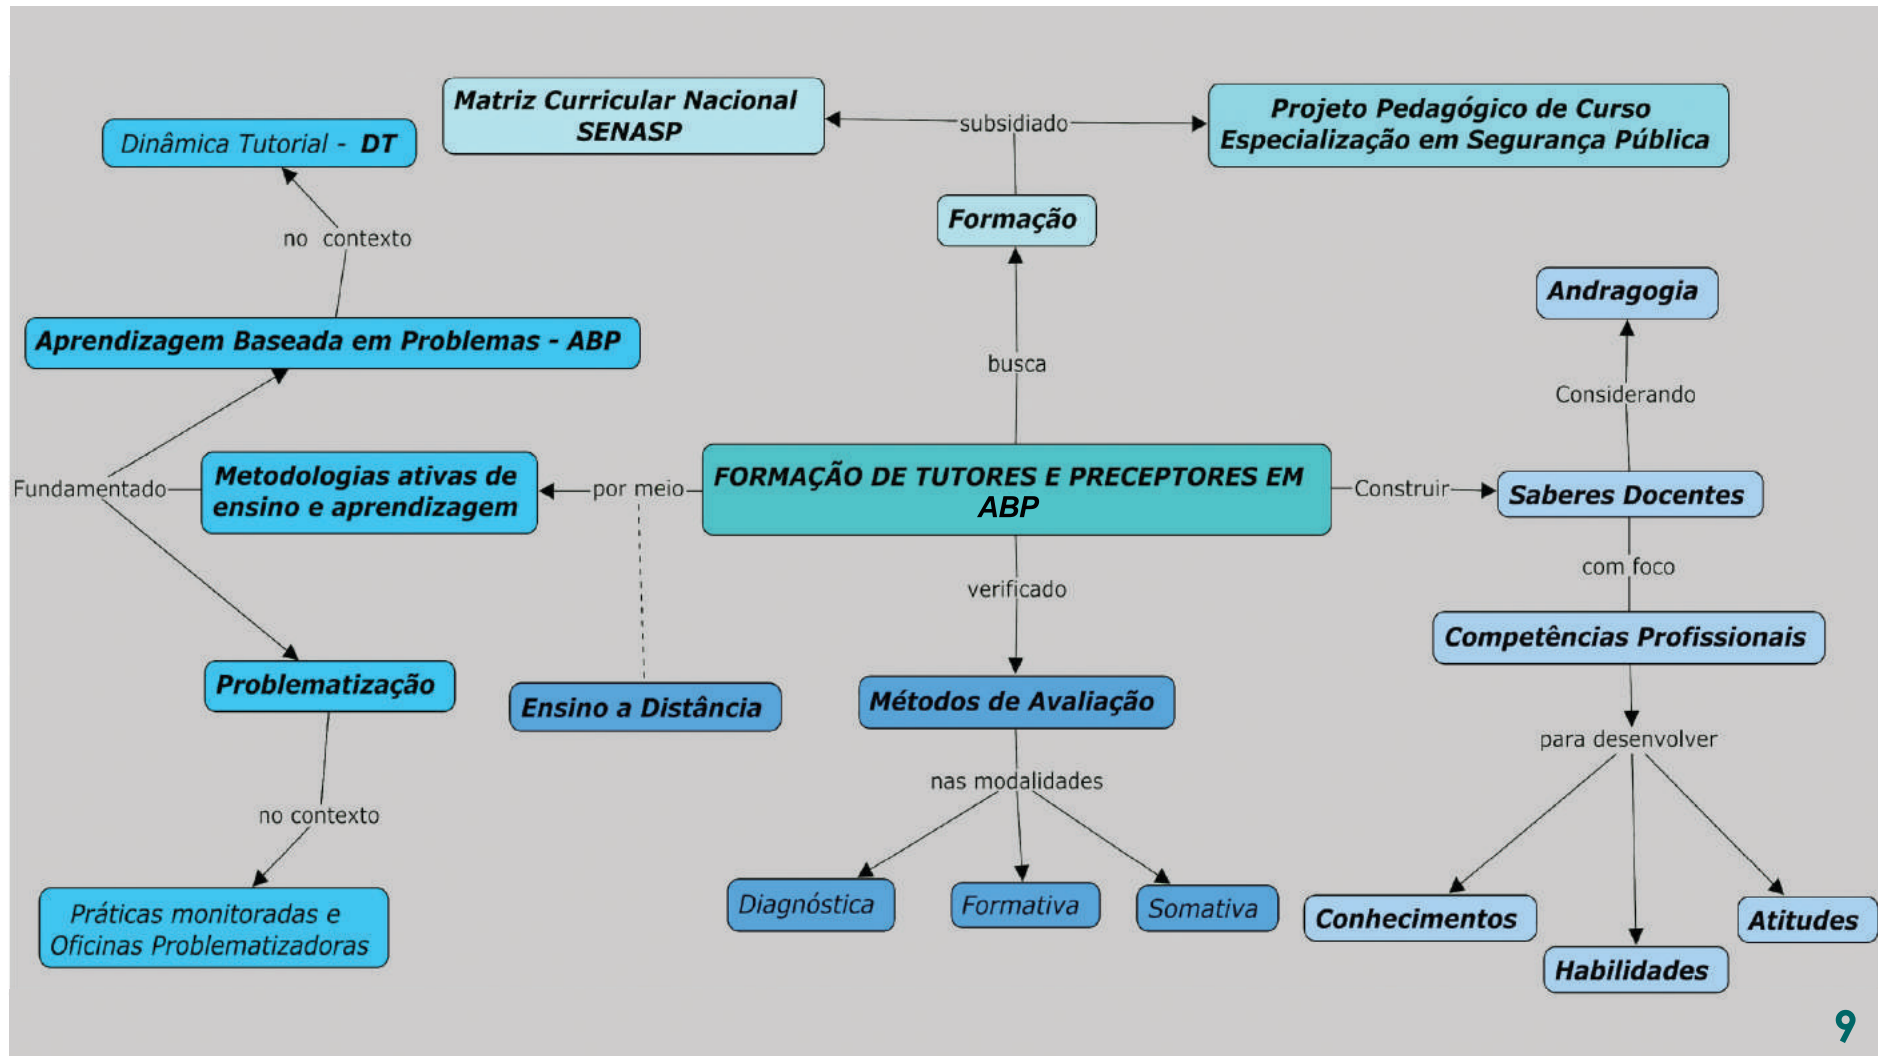 Matriz Curricular Nacional
SENASP
subsidiado
Projeto Pedagógico de Curso
Especialização em Segurança Pública
Dinâmica Tutorial - DT
no contexto
Formação
Andragogia
Aprendizagem Baseada em Problemas - ABP
busca
Considerando
Fundamentado
Metodologias ativas de
ensino e aprendizagem
por meio
FORMAÇÃO DE TUTORES E PRECEPTORES EM
ABP
Construir
Saberes Docentes
com foco
verificado
Competências Profissionais
Problematização
Ensino a Distância
Métodos de Avaliação
para desenvolver
nas modalidades
no contexto
Práticas monitoradas e
Oficinas Problematizadoras
Diagnóstica
Formativa
Somativa
Conhecimentos
Habilidades
Atitudes
9